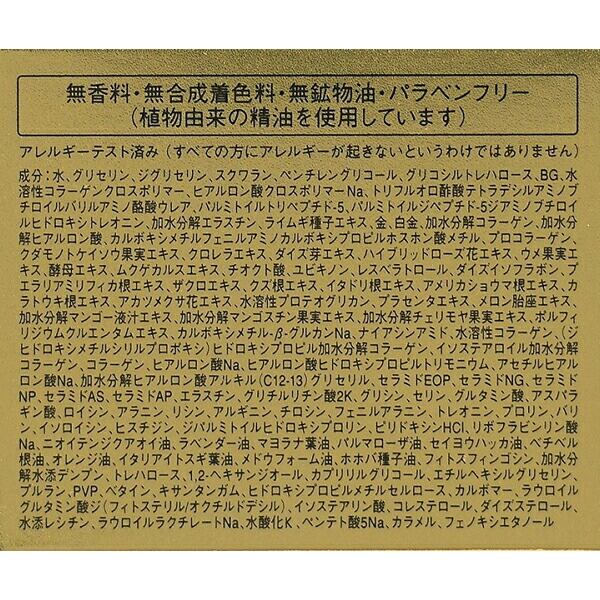 無香料・無合成着色料・無鉱物油・パラベンフリー
(植物由来の精油を使用しています)
アレルギーテスト済み (すべての方にアレルギーが起きないというわけではありません)
成分：水、グリセリン、ジグリセリン、スクワラン、ペンチレングリコール、グリコシルトレハロース、BG、水
溶性コラーゲンクロスポリマー、ヒアルロン酸クロスポリマーNa、トリフルオロ酢酸テトラデシルアミノブ
チロイルバリルアミノ酪酸ウレア、パルミトイルトリペプチド-5、パルミトイルジペプチド-5ジアミノブチロイ
ルヒドロキシトレオニン、加水分解エラスチン、ライムギ種子エキス、金、白金、加水分解コラーゲン、加水分
解ヒアルロン酸、カルボキシメチルフェニルアミノカルボキシプロピルホスホン酸メチル、プロコラーゲン、
クダモノトケイソウ果実エキス、クロレラエキス、ダイズ芽エキス、ハイブリッドローズ花エキス、ウメ果実エ
キス、酵母エキス、ムクゲカルスエキス、チオクト酸、ユビキノン、レスベラトロール、ダイズイソフラボン、プ
エラリアミリフィカ根エキス、ザクロエキス、クズ根エキス、イタドリ根エキス、アメリカショウマ根エキス、カ
ラトウキ根エキス、アカツメクサ花エキス、水溶性プロテオグリカン、プラセンタエキス、メロン胎座エキス、
加水分解マンゴー液汁エキス、加水分解マンゴスチン果実エキス、加水分解チェリモヤ果実エキス、ポルフィ
リジウムクルエンタムエキス、カルボキシメチル-β-グルカンNa、ナイアシンアミド、水溶性コラーゲン、(ジ
ヒドロキシメチルシリルプロポキシ)ヒドロキシプロピル加水分解コラーゲン、イソステアロイル加水分解
コラーゲン、コラーゲン、ヒアルロン酸Na、ヒアルロン酸ヒドロキシプロピルトリモニウム、アセチルヒアル
ロン酸Na、加水分解ヒアルロン酸アルキル(C12-13)グリセリル、セラミドEOP、セラミドNG、セラミド
NP、セラミドAS、セラミドAP、エラスチン、グリチルリチン酸2K、グリシン、セリン、グルタミン酸、アスパラ
ギン酸、ロイシン、アラニン、リシン、アルギニン、チロシン、フェニルアラニン、トレオニン、プロリン、バリ
ン、イソロイシン、ヒスチジン、ジパルミトイルヒドロキシプロリン、ピリドキシンHCl、リボフラビンリン酸
Na、ニオイテンジクアオイ油、ラベンダー油、マヨラナ葉油、パルマローザ油、セイヨウハッカ油、ベチベル
根油、オレンジ油、イタリアイトスギ葉油、メドウフォーム油、ホホバ種子油、フィトスフィンゴシン、加水分
解水添デンプン、トレハロース、1,2-ヘキサンジオール、カプリリルグリコール、エチルヘキシルグリセリン、
プルラン、PVP、ベタイン、キサンタンガム、ヒドロキシプロピルメチルセルロース、カルボマー、ラウロイル
グルタミン酸ジ(フィトステリル/オクチルドデシル)、イソステアリン酸、コレステロール、ダイズステロール、
水添レシチン、ラウロイルラクチレートNa、水酸化K、ペンテト酸5Na、カラメル、フェノキシエタノール